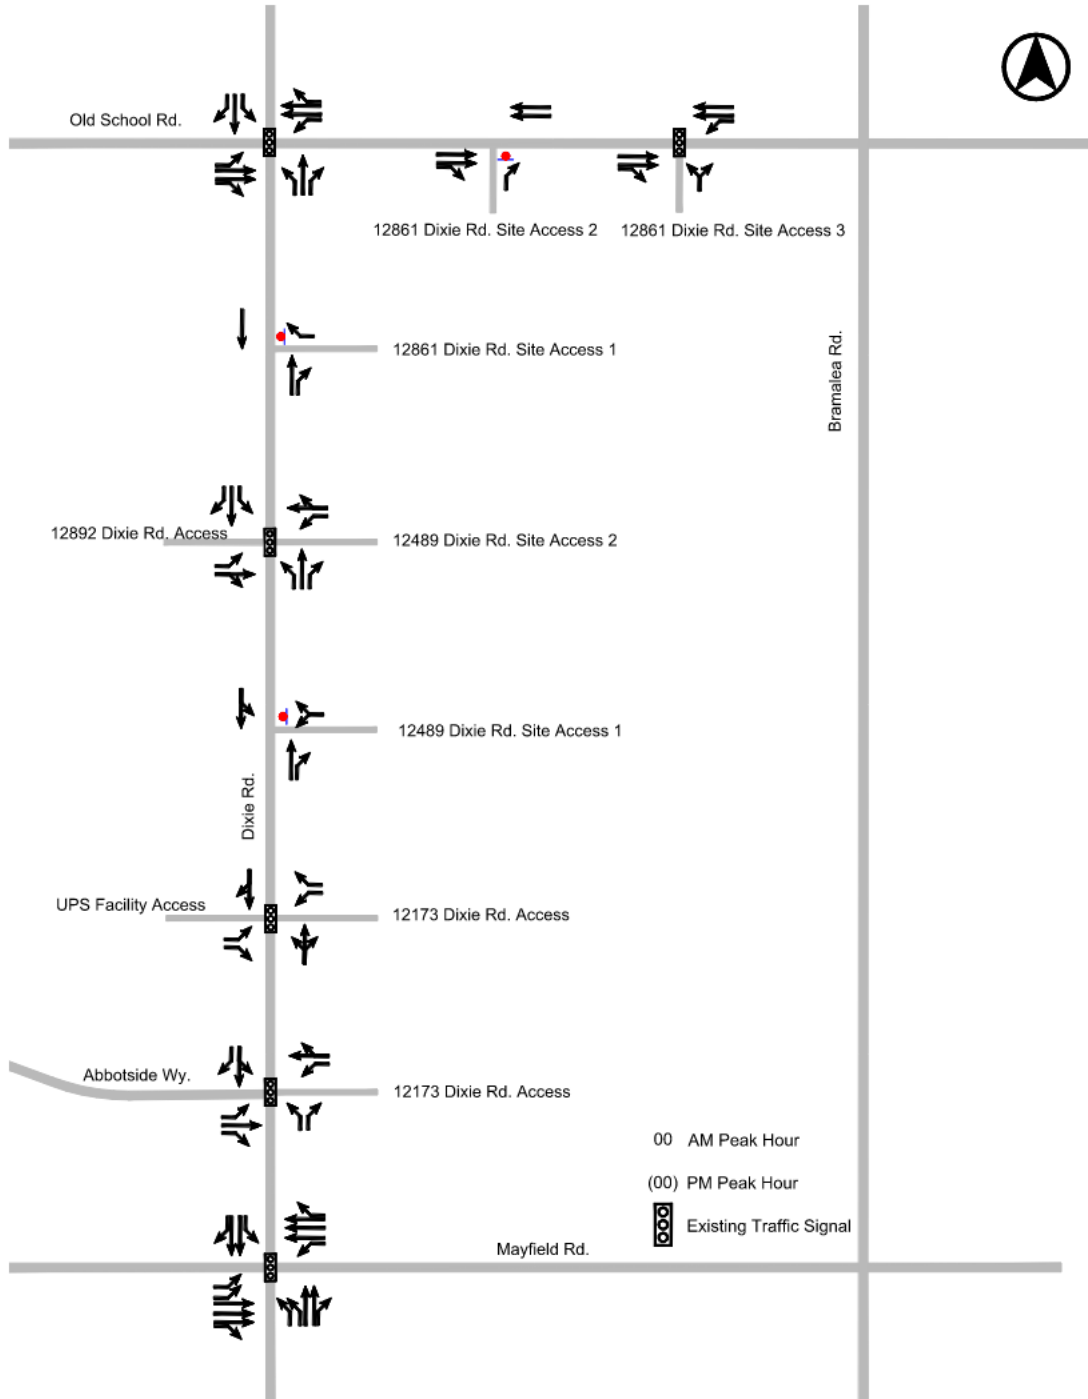 Old School Rd.
12861 Dixie Rd. Site Access 2
12861 Dixie Rd. Site Access 3
12861 Dixie Rd. Site Access 1
Bramalea Rd.
12892 Dixie Rd. Access
12489 Dixie Rd. Site Access 2
12489 Dixie Rd. Site Access 1
Dixie Rd.
UPS Facility Access
12173 Dixie Rd. Access
Abbotside Wy.
12173 Dixie Rd. Access
00 AM Peak Hour
(00) PM Peak Hour
Existing Traffic Signal
Mayfield Rd.